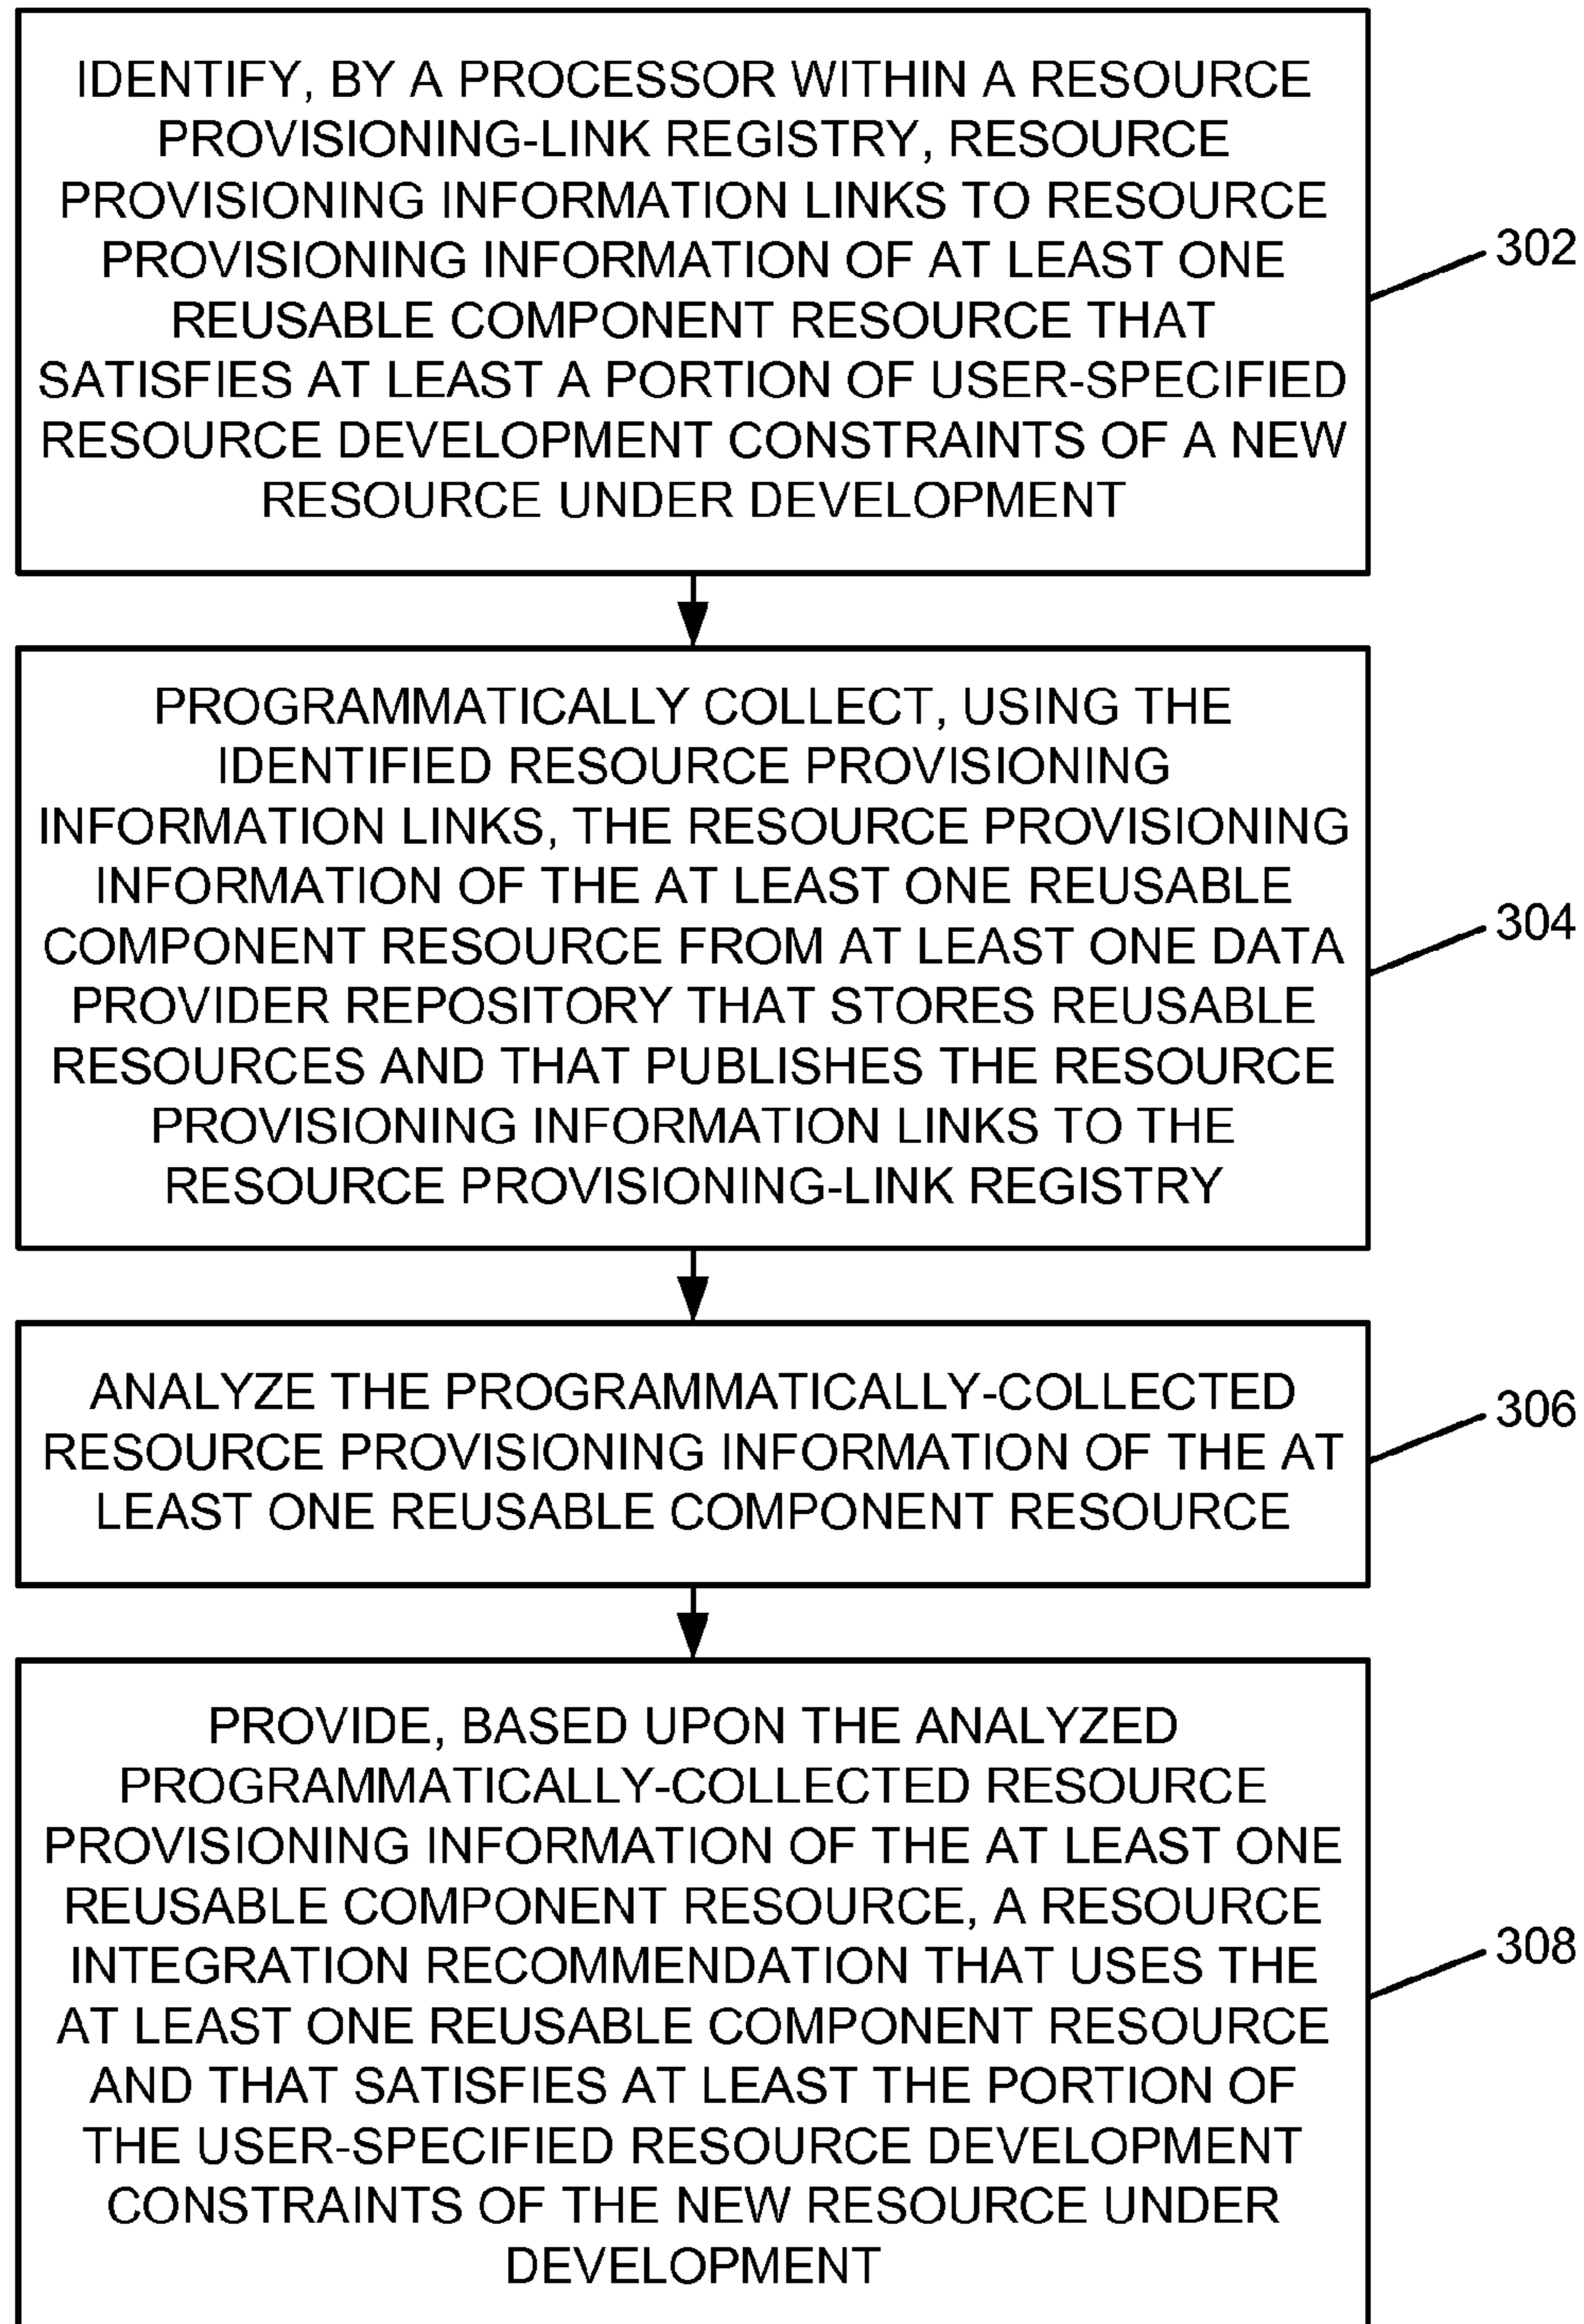 IDENTIFY, BY A PROCESSOR WITHIN A RESOURCE
PROVISIONING-LINK REGISTRY, RESOURCE
PROVISIONING INFORMATION LINKS TO RESOURCE
PROVISIONING INFORMATION OF AT LEAST ONE
REUSABLE COMPONENT RESOURCE THAT
SATISFIES AT LEAST A PORTION OF USER-SPECIFIED
RESOURCE DEVELOPMENT CONSTRAINTS OF A NEW
RESOURCE UNDER DEVELOPMENT
302
PROGRAMMATICALLY COLLECT, USING THE
IDENTIFIED RESOURCE PROVISIONING
INFORMATION LINKS, THE RESOURCE PROVISIONING
INFORMATION OF THE AT LEAST ONE REUSABLE
COMPONENT RESOURCE FROM AT LEAST ONE DATA
PROVIDER REPOSITORY THAT STORES REUSABLE
RESOURCES AND THAT PUBLISHES THE RESOURCE
PROVISIONING INFORMATION LINKS TO THE
RESOURCE PROVISIONING-LINK REGISTRY
304
ANALYZE THE PROGRAMMATICALLY-COLLECTED
RESOURCE PROVISIONING INFORMATION OF THE AT
LEAST ONE REUSABLE COMPONENT RESOURCE
306
PROVIDE, BASED UPON THE ANALYZED
PROGRAMMATICALLY-COLLECTED RESOURCE
PROVISIONING INFORMATION OF THE AT LEAST ONE
REUSABLE COMPONENT RESOURCE, A RESOURCE
INTEGRATION RECOMMENDATION THAT USES THE
AT LEAST ONE REUSABLE COMPONENT RESOURCE
AND THAT SATISFIES AT LEAST THE PORTION OF
THE USER-SPECIFIED RESOURCE DEVELOPMENT
CONSTRAINTS OF THE NEW RESOURCE UNDER
DEVELOPMENT
308